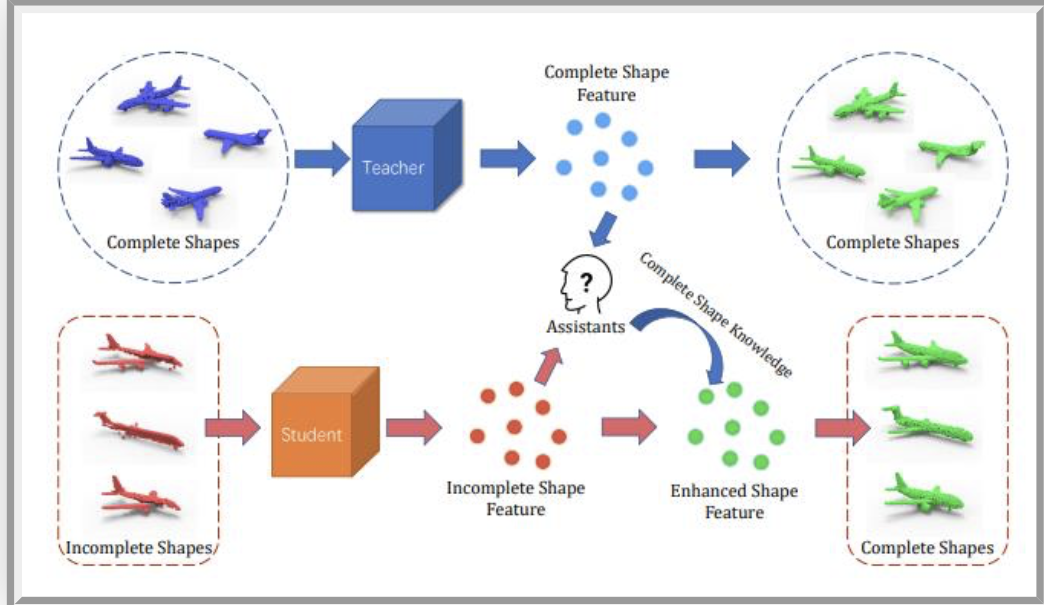 Complete Shape
Feature
Teacher
Complete Shapes
Complete Shapes
?
Assistants
Complete Shape Knowledge
Student
Incomplete Shape
Feature
Enhanced Shape
Feature
Incomplete Shapes
Complete Shapes